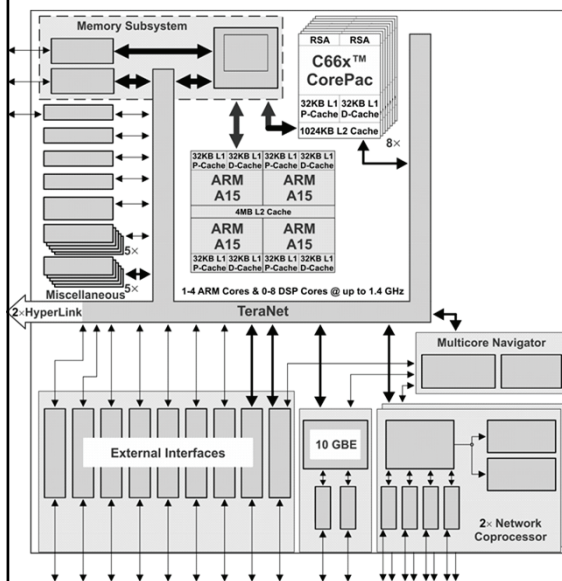 Memory Subsystem
RSA RSA
C66x™
CorePac
32KB L1 32KB L1
P-Cache D-Cache
1024KB L2 Cache
8×
32KB L1 32KB L1 32KB L1 32KB L1
P-Cache D-Cache P-Cache D-Cache
ARM ARM
A15 A15
4MB L2 Cache
ARM ARM
A15 A15
32KB L1 32KB L1 32KB L1 32KB L1
P-Cache D-Cache P-Cache D-Cache
5×
5×
Miscellaneous
1-4 ARM Cores & 0-8 DSP Cores @ up to 1.4 GHz
2×HyperLink
TeraNet
Multicore Navigator
External Interfaces
10 GBE
2× Network
Coprocessor